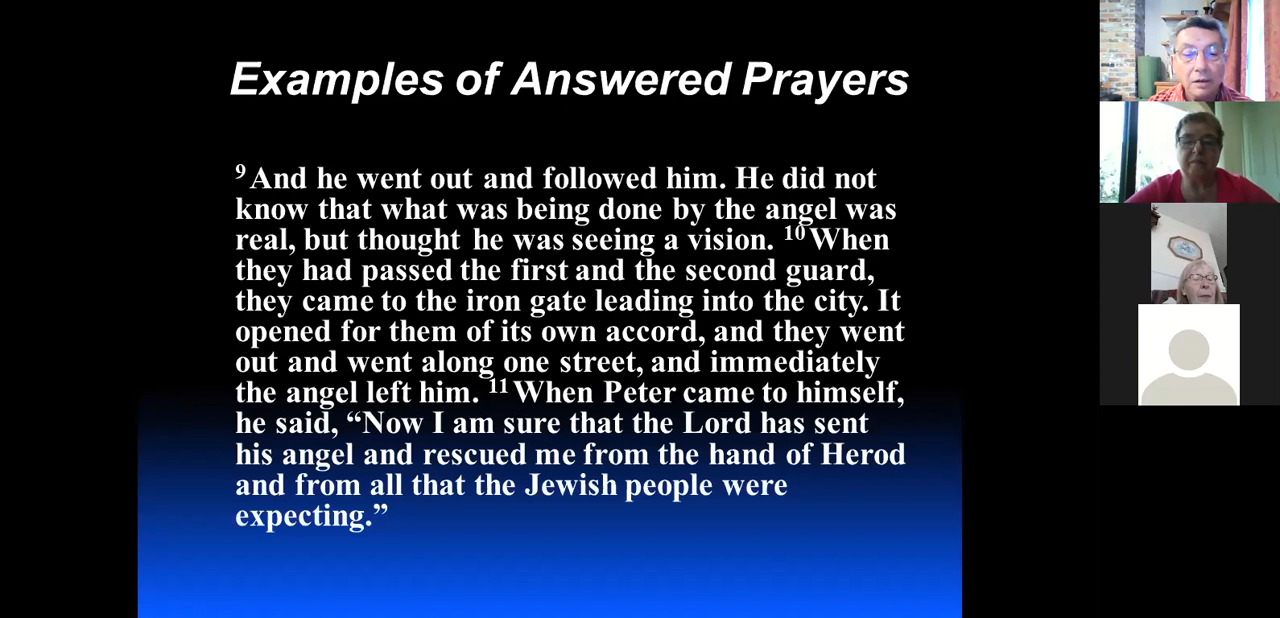 Examples of Answered Prayers
9 And he went out and followed him. He did not
know that what was being done by the angel was
real, but thought he was seeing a vision. 10 When
they had passed the first and the second guard,
they came to the iron gate leading into the city. It
opened for them of its own accord, and they went
out and went along one street, and immediately
the angel left him. 11 When Peter came to himself,
he said, “Now I am sure that the Lord has sent
his angel and rescued me from the hand of Herod
and from all that the Jewish people were
expecting.”